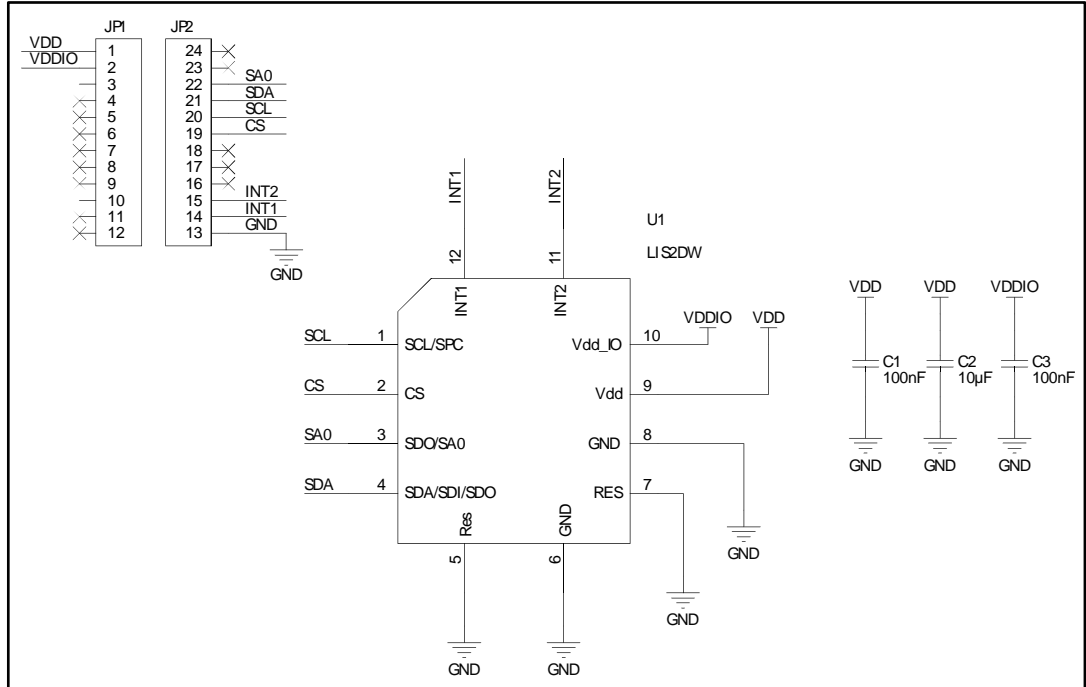 JP1
VDD 1
VDDIO 2
3
4
5
6
7
8
9
10
11
12
JP2
24
23
22 SA0
21 SDA
20 SCL
19 CS
18
17
16
15 INT2
14 INT1
13 GND
GND
INT1
INT2
U1
LIS2DW
12
11
INT1
INT2
SCL 1 SCL/SPC
CS 2 CS
SA0 3 SDO/SA0
SDA 4 SDA/SDI/SDO
Vdd_IO 10 VDDIO
Vdd 9 VDD
GND 8
RES 7
Res
GND
5
6
GND
GND
GND
GND
VDD
VDD
VDDIO
C1
100nF
C2
10µF
C3
100nF
GND
GND
GND